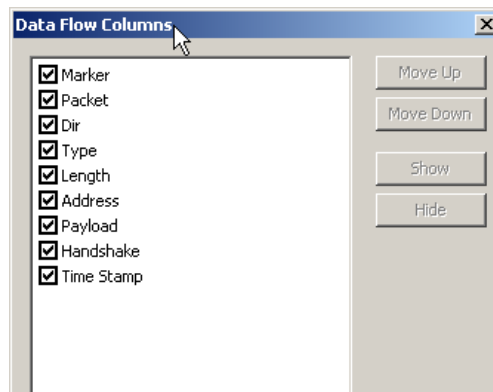 Data Flow Columns
Marker
Packet
Dir
Type
Length
Address
Payload
Handshake
Time Stamp
Move Up
Move Down
Show
Hide